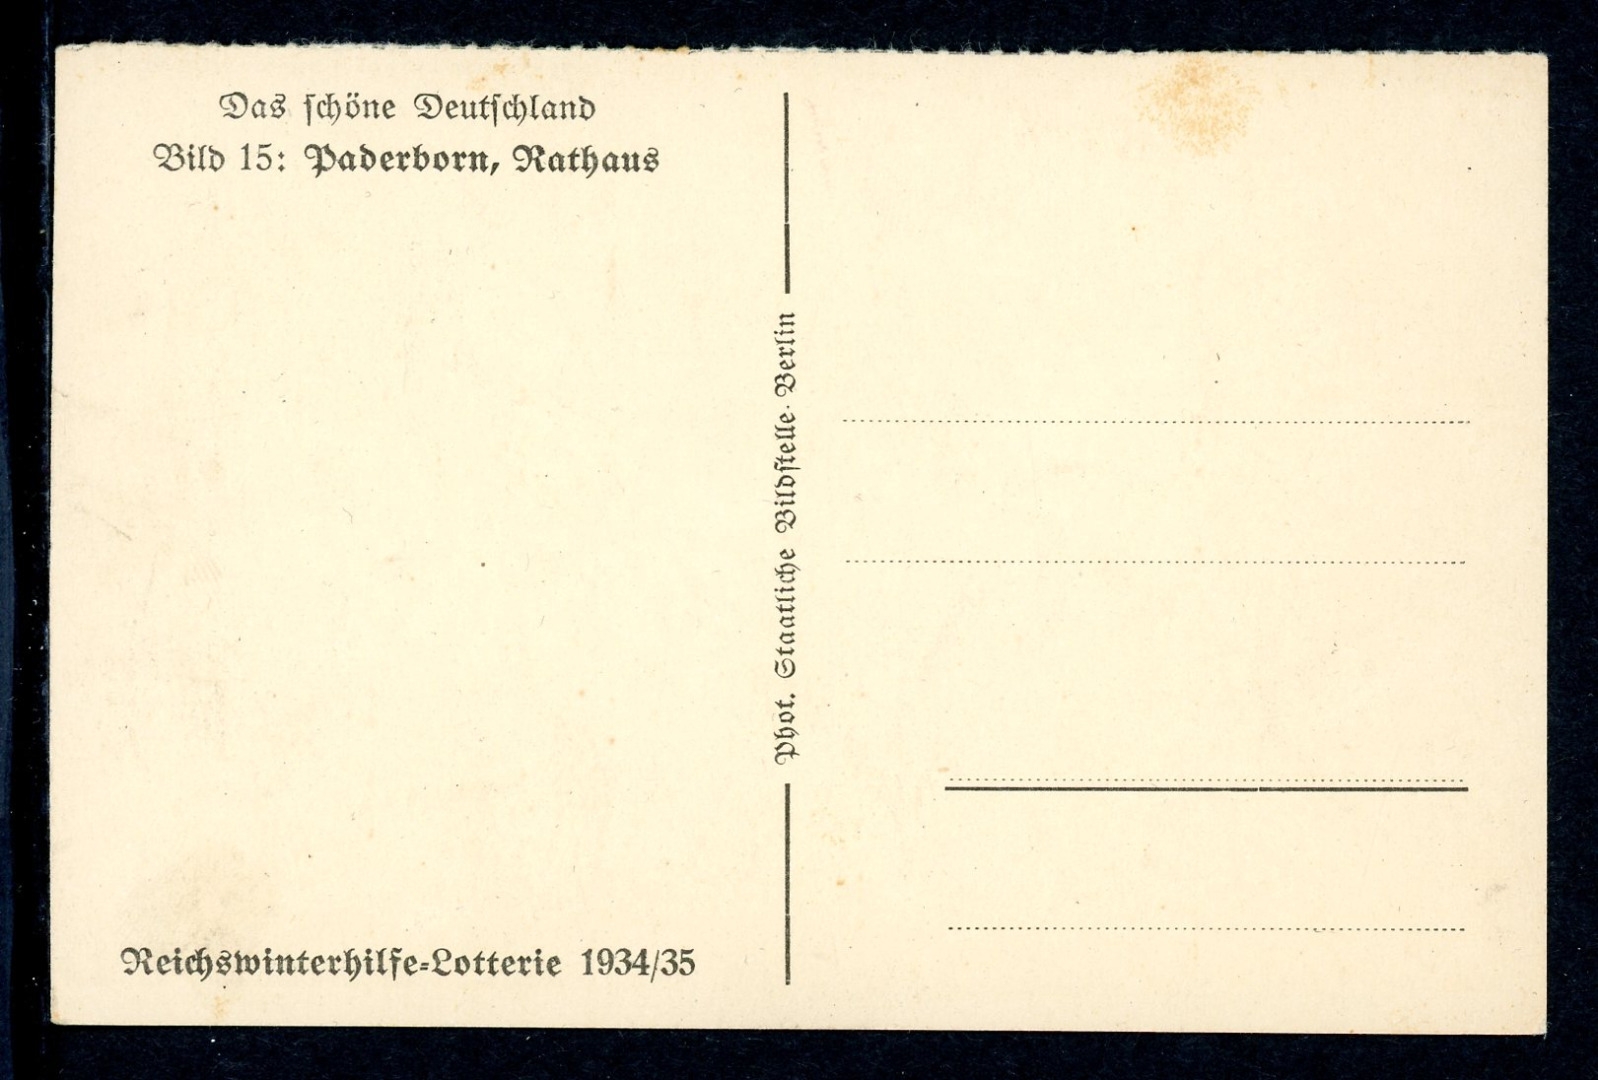 Das schöne Deutschland
Bild 15: Paderborn, Rathaus
Phot. Staatliche Bildstelle. Berlin
Reichswinterhilfe-Lotterie 1934/35